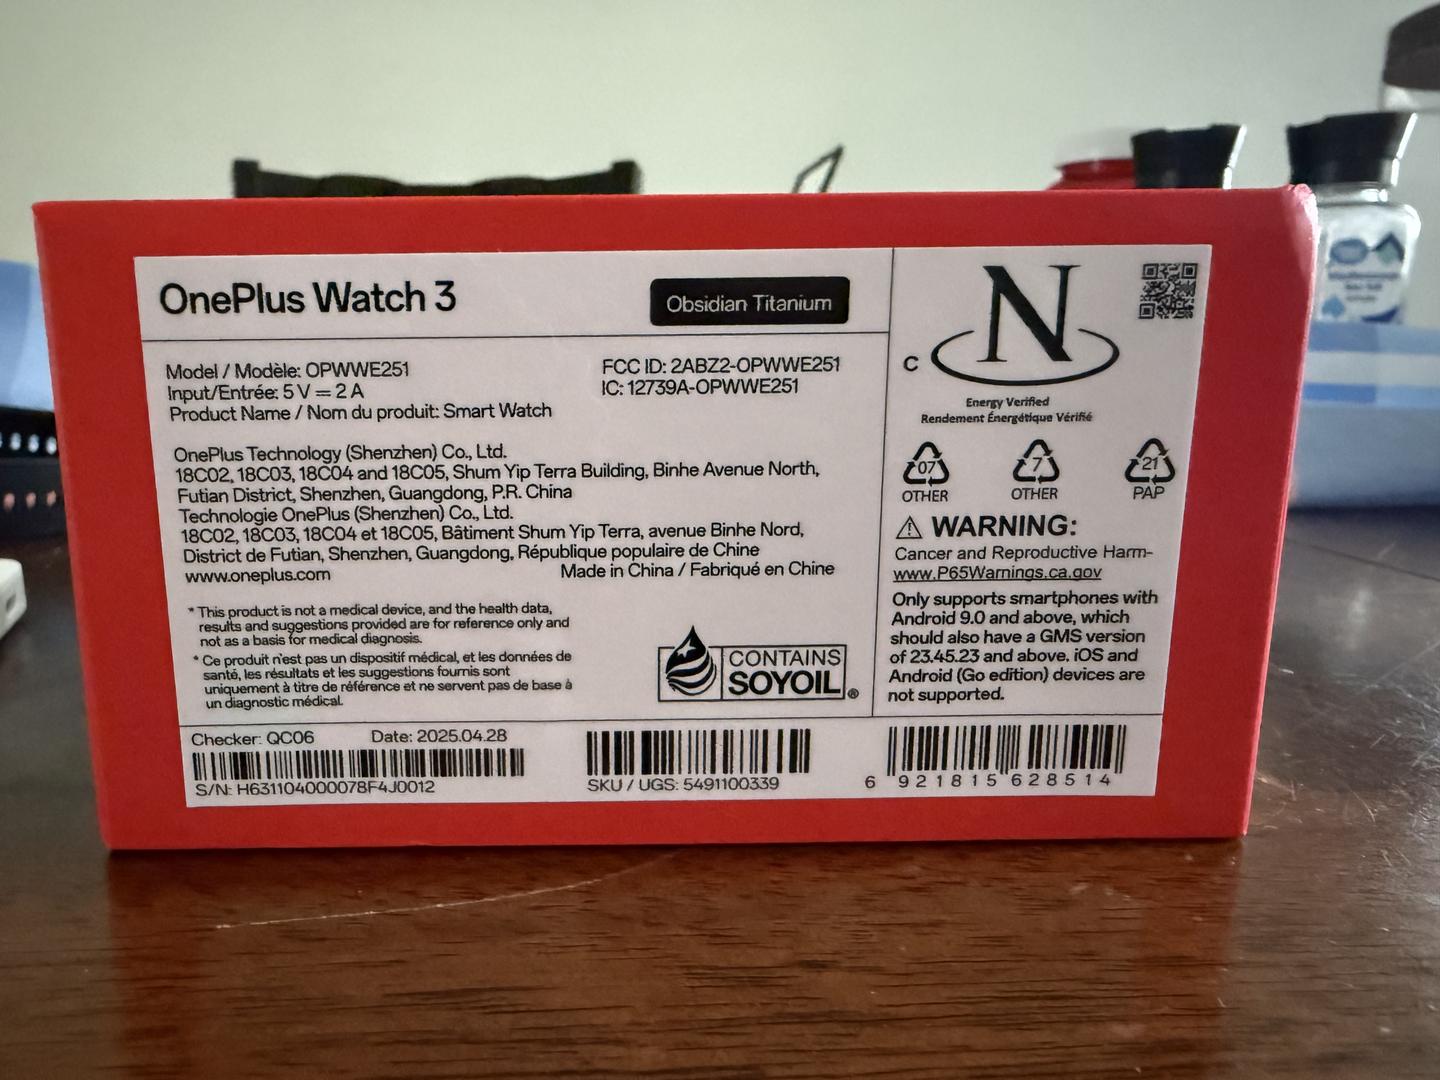 OnePlus Watch 3
Obsidian Titanium
Model / Modèle: OPWWE251
Input/Entrée: 5 V ⎓ 2 A
Product Name / Nom du produit: Smart Watch
FCC ID: 2ABZ2-OPWWE251
IC: 12739A-OPWWE251
OnePlus Technology (Shenzhen) Co., Ltd.
18C02, 18C03, 18C04 and 18C05, Shum Yip Terra Building, Binhe Avenue North,
Futian District, Shenzhen, Guangdong, P.R. China
Technologie OnePlus (Shenzhen) Co., Ltd.
18C02, 18C03, 18C04 et 18C05, Bâtiment Shum Yip Terra, avenue Binhe Nord,
District de Futian, Shenzhen, Guangdong, République populaire de Chine
www.oneplus.com
Made in China / Fabriqué en Chine
* This product is not a medical device, and the health data,
results and suggestions provided are for reference only and
not as a basis for medical diagnosis.
* Ce produit n'est pas un dispositif médical, et les données de
santé, les résultats et les suggestions fournis sont
uniquement à titre de référence et ne servent pas de base à
un diagnostic médical.
CONTAINS
SOYOIL®
N
C
Energy Verified
Rendement Énergétique Vérifié
07
OTHER
7
OTHER
21
PAP
⚠ WARNING:
Cancer and Reproductive Harm-
www.P65Warnings.ca.gov
Only supports smartphones with
Android 9.0 and above, which
should also have a GMS version
of 23.45.23 and above. iOS and
Android (Go edition) devices are
not supported.
Checker: QC06
Date: 2025.04.28
S/N: H631104000078F4J0012
SKU / UGS: 5491100339
6 921815 628514